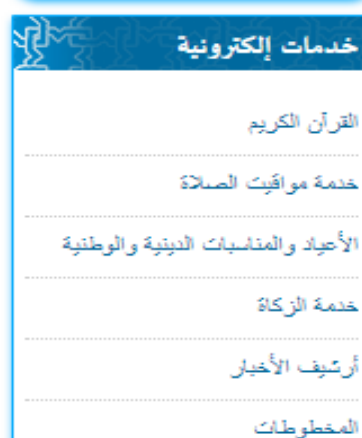 خدمات إلكترونية
القرآن الكريم
خدمة مواقيت الصلاة
الأعياد والمناسبات الدينية والوطنية
خدمة الزكاة
أرشيف الأخبار
المخطوطات